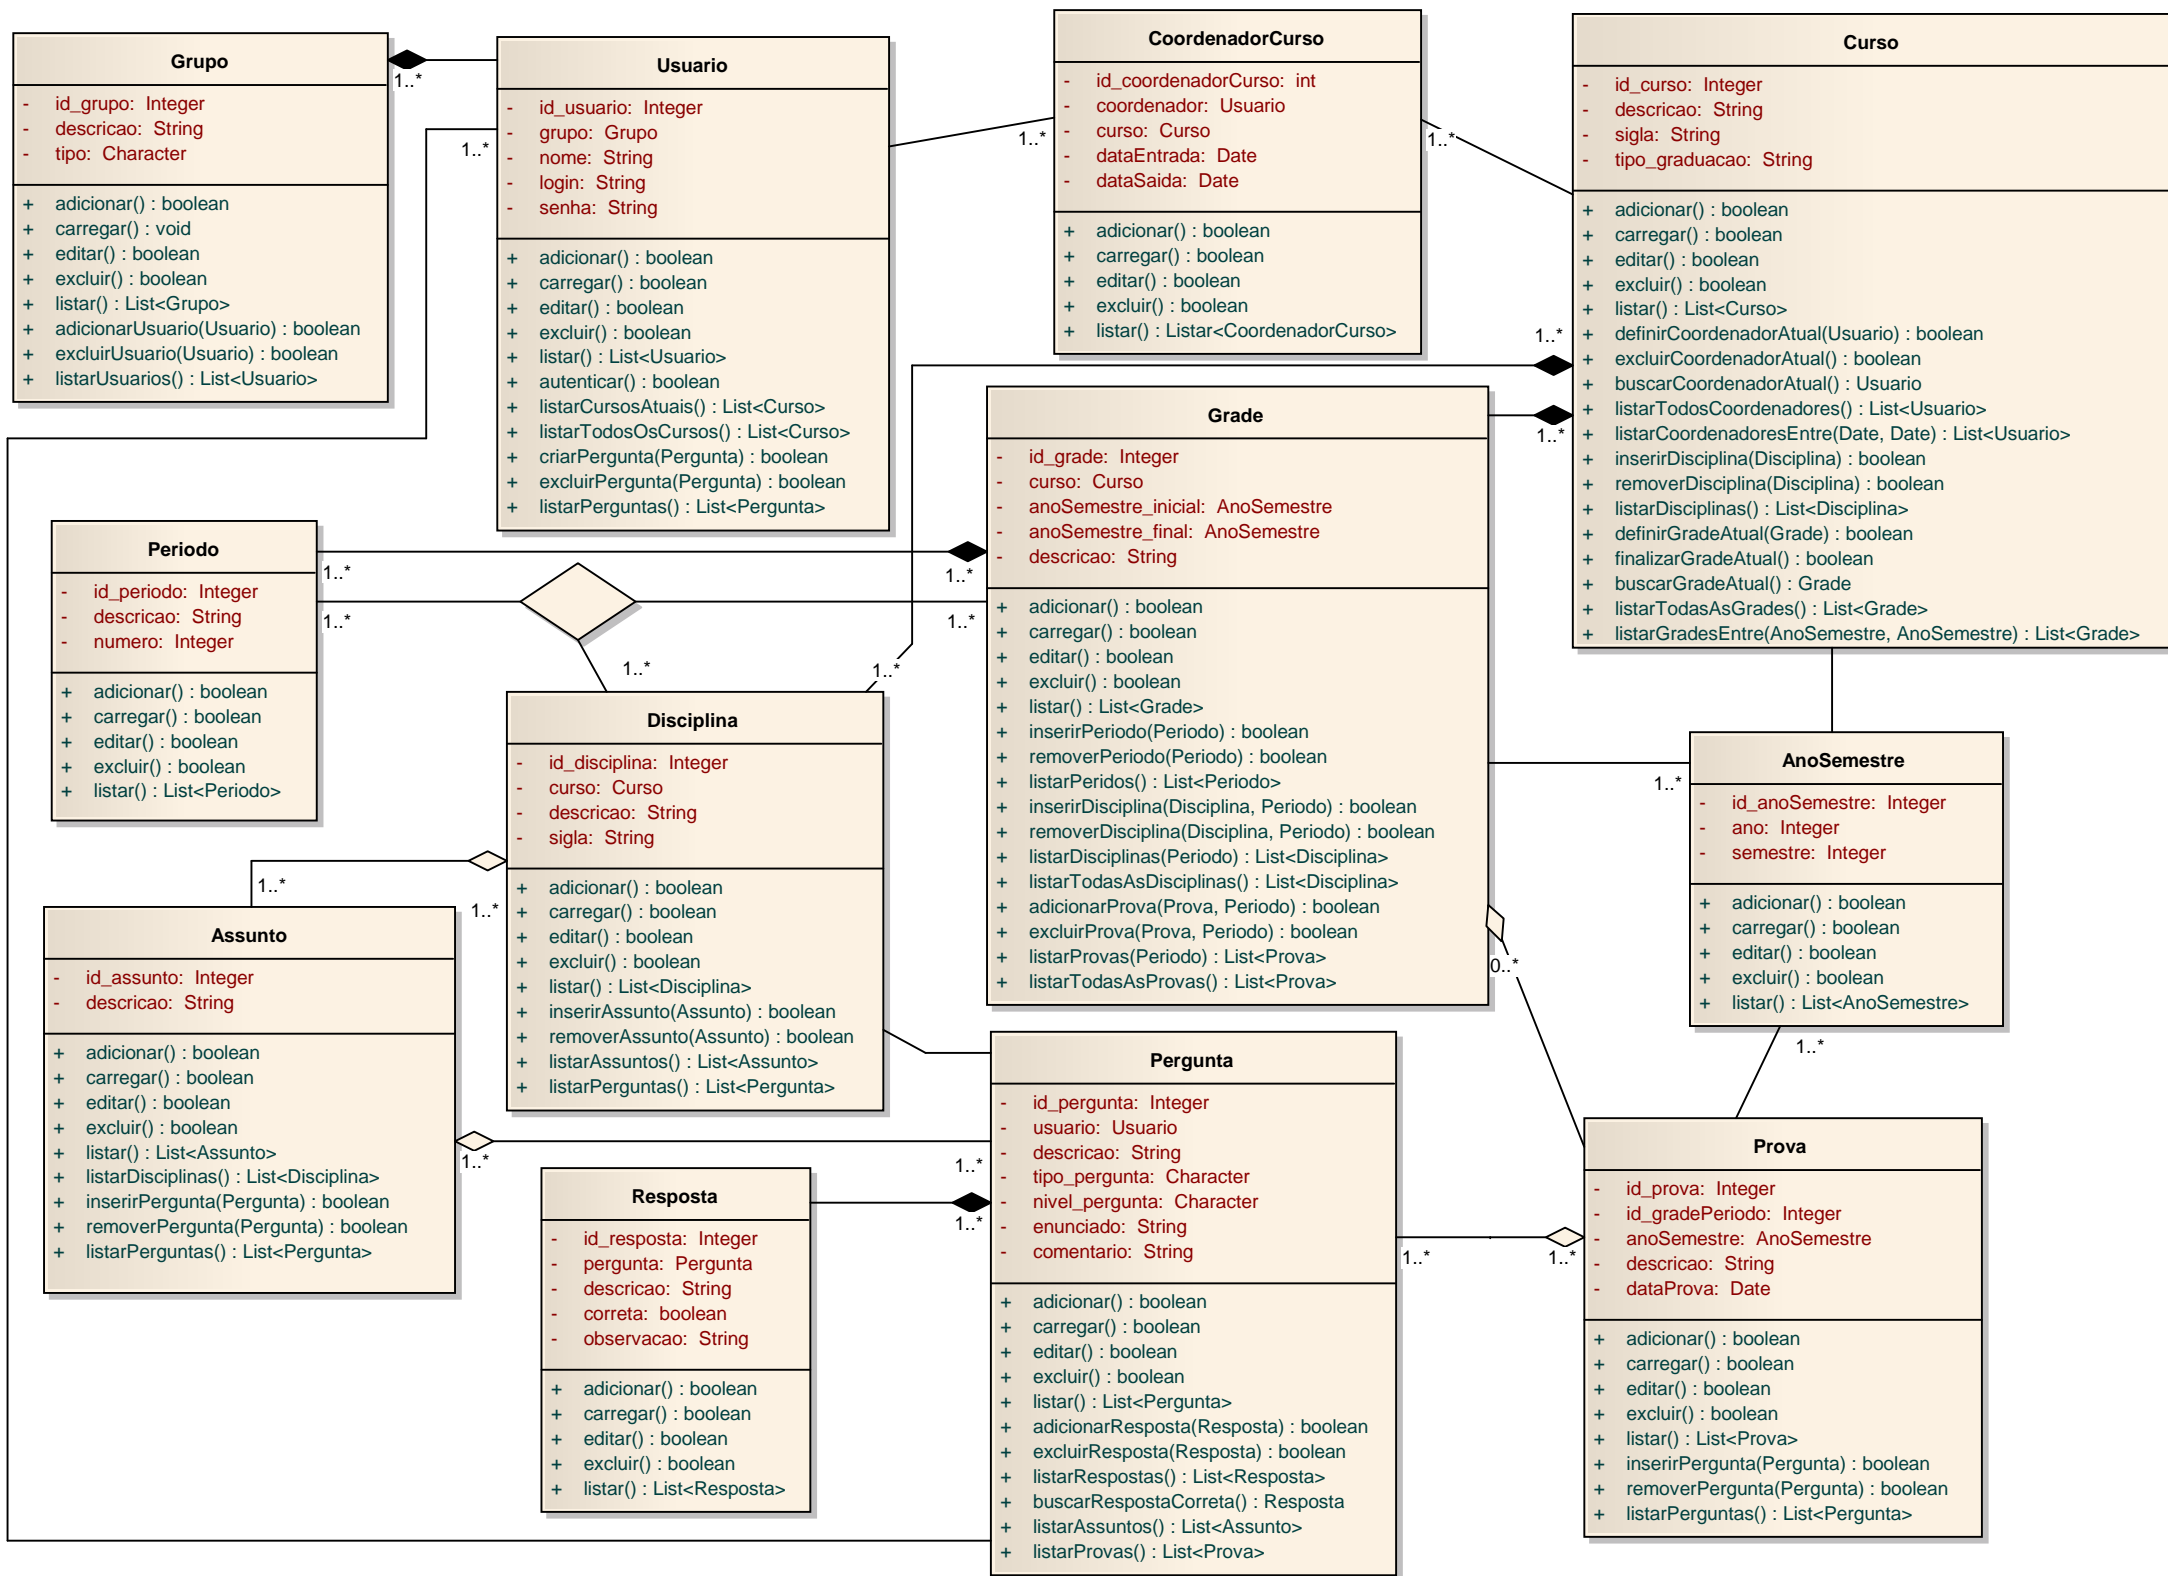 Grupo
- id_grupo: Integer
- descricao: String
- tipo: Character
+ adicionar() : boolean
+ carregar() : void
+ editar() : boolean
+ excluir() : boolean
+ listar() : List<Grupo>
+ adicionarUsuario(Usuario) : boolean
+ excluirUsuario(Usuario) : boolean
+ listarUsuarios() : List<Usuario>
1..*
Usuario
- id_usuario: Integer
- grupo: Grupo
- nome: String
- login: String
- senha: String
+ adicionar() : boolean
+ carregar() : boolean
+ editar() : boolean
+ excluir() : boolean
+ listar() : List<Usuario>
+ autenticar() : boolean
+ listarCursosAtuais() : List<Curso>
+ listarTodosOsCursos() : List<Curso>
+ criarPergunta(Pergunta) : boolean
+ excluirPergunta(Pergunta) : boolean
+ listarPerguntas() : List<Pergunta>
1..*
1..*
CoordenadorCurso
- id_coordenadorCurso: int
- coordenador: Usuario
- curso: Curso
- dataEntrada: Date
- dataSaida: Date
+ adicionar() : boolean
+ carregar() : boolean
+ editar() : boolean
+ excluir() : boolean
+ listar() : Listar<CoordenadorCurso>
1..*
Curso
- id_curso: Integer
- descricao: String
- sigla: String
- tipo_graduacao: String
+ adicionar() : boolean
+ carregar() : boolean
+ editar() : boolean
+ excluir() : boolean
+ listar() : List<Curso>
+ definirCoordenadorAtual(Usuario) : boolean
+ excluirCoordenadorAtual() : boolean
+ buscarCoordenadorAtual() : Usuario
+ listarTodosCoordenadores() : List<Usuario>
+ listarCoordenadoresEntre(Date, Date) : List<Usuario>
+ inserirDisciplina(Disciplina) : boolean
+ removerDisciplina(Disciplina) : boolean
+ listarDisciplinas() : List<Disciplina>
+ definirGradeAtual(Grade) : boolean
+ finalizarGradeAtual() : boolean
+ buscarGradeAtual() : Grade
+ listarTodasAsGrades() : List<Grade>
+ listarGradesEntre(AnoSemestre, AnoSemestre) : List<Grade>
1..*
1..*
Grade
- id_grade: Integer
- curso: Curso
- anoSemestre_inicial: AnoSemestre
- anoSemestre_final: AnoSemestre
- descricao: String
+ adicionar() : boolean
+ carregar() : boolean
+ editar() : boolean
+ excluir() : boolean
+ listar() : List<Grade>
+ inserirPeriodo(Periodo) : boolean
+ removerPeriodo(Periodo) : boolean
+ listarPeridos() : List<Periodo>
+ inserirDisciplina(Disciplina, Periodo) : boolean
+ removerDisciplina(Disciplina, Periodo) : boolean
+ listarDisciplinas(Periodo) : List<Disciplina>
+ listarTodasAsDisciplinas() : List<Disciplina>
+ adicionarProva(Prova, Periodo) : boolean
+ excluirProva(Prova, Periodo) : boolean
+ listarProvas(Periodo) : List<Prova>
+ listarTodasAsProvas() : List<Prova>
1..*
1..*
0..*
Periodo
- id_periodo: Integer
- descricao: String
- numero: Integer
+ adicionar() : boolean
+ carregar() : boolean
+ editar() : boolean
+ excluir() : boolean
+ listar() : List<Periodo>
1..*
1..*
1..*
1..*
Disciplina
- id_disciplina: Integer
- curso: Curso
- descricao: String
- sigla: String
+ adicionar() : boolean
+ carregar() : boolean
+ editar() : boolean
+ excluir() : boolean
+ listar() : List<Disciplina>
+ inserirAssunto(Assunto) : boolean
+ removerAssunto(Assunto) : boolean
+ listarAssuntos() : List<Assunto>
+ listarPerguntas() : List<Pergunta>
1..*
1..*
AnoSemestre
- id_anoSemestre: Integer
- ano: Integer
- semestre: Integer
+ adicionar() : boolean
+ carregar() : boolean
+ editar() : boolean
+ excluir() : boolean
+ listar() : List<AnoSemestre>
1..*
1..*
Assunto
- id_assunto: Integer
- descricao: String
+ adicionar() : boolean
+ carregar() : boolean
+ editar() : boolean
+ excluir() : boolean
+ listar() : List<Assunto>
+ listarDisciplinas() : List<Disciplina>
+ inserirPergunta(Pergunta) : boolean
+ removerPergunta(Pergunta) : boolean
+ listarPerguntas() : List<Pergunta>
1..*
1..*
Resposta
- id_resposta: Integer
- pergunta: Pergunta
- descricao: String
- correta: boolean
- observacao: String
+ adicionar() : boolean
+ carregar() : boolean
+ editar() : boolean
+ excluir() : boolean
+ listar() : List<Resposta>
1..*
Pergunta
- id_pergunta: Integer
- usuario: Usuario
- descricao: String
- tipo_pergunta: Character
- nivel_pergunta: Character
- enunciado: String
- comentario: String
+ adicionar() : boolean
+ carregar() : boolean
+ editar() : boolean
+ excluir() : boolean
+ listar() : List<Pergunta>
+ adicionarResposta(Resposta) : boolean
+ excluirResposta(Resposta) : boolean
+ listarRespostas() : List<Resposta>
+ buscarRespostaCorreta() : Resposta
+ listarAssuntos() : List<Assunto>
+ listarProvas() : List<Prova>
1..*
1..*
Prova
- id_prova: Integer
- id_gradePeriodo: Integer
- anoSemestre: AnoSemestre
- descricao: String
- dataProva: Date
+ adicionar() : boolean
+ carregar() : boolean
+ editar() : boolean
+ excluir() : boolean
+ listar() : List<Prova>
+ inserirPergunta(Pergunta) : boolean
+ removerPergunta(Pergunta) : boolean
+ listarPerguntas() : List<Pergunta>